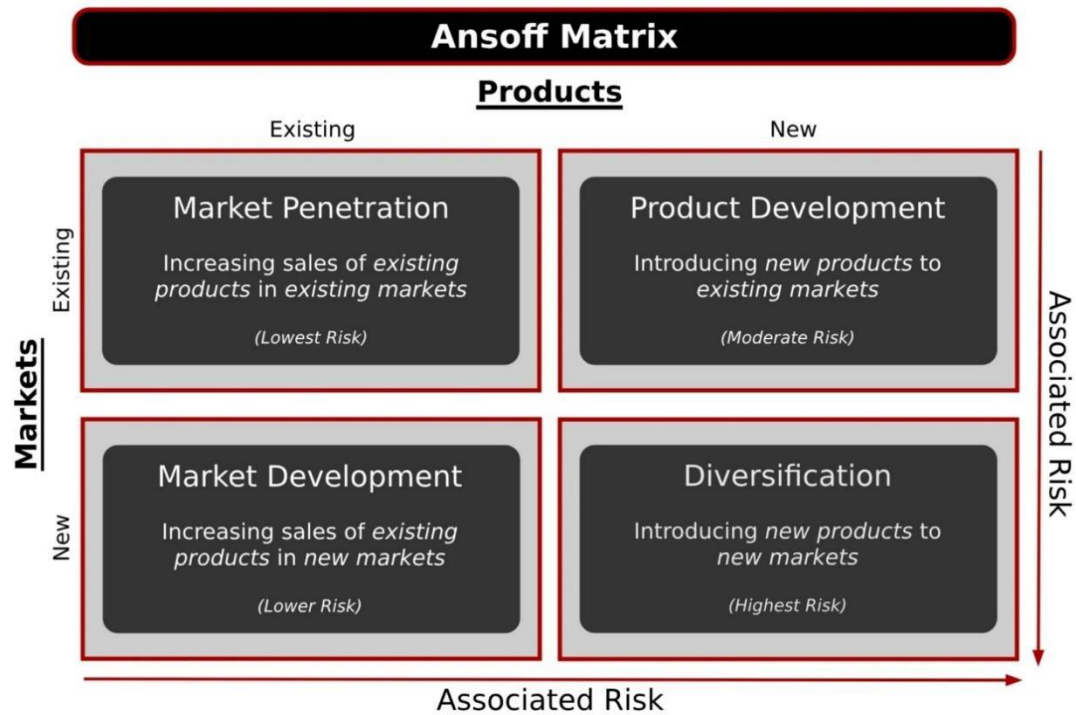 Ansoff Matrix
Products
Existing
New
Markets
Existing
Market Penetration
Increasing sales of existing
products in existing markets
(Lowest Risk)
Product Development
Introducing new products to
existing markets
(Moderate Risk)
New
Market Development
Increasing sales of existing
products in new markets
(Lower Risk)
Diversification
Introducing new products to
new markets
(Highest Risk)
Associated Risk
Associated Risk